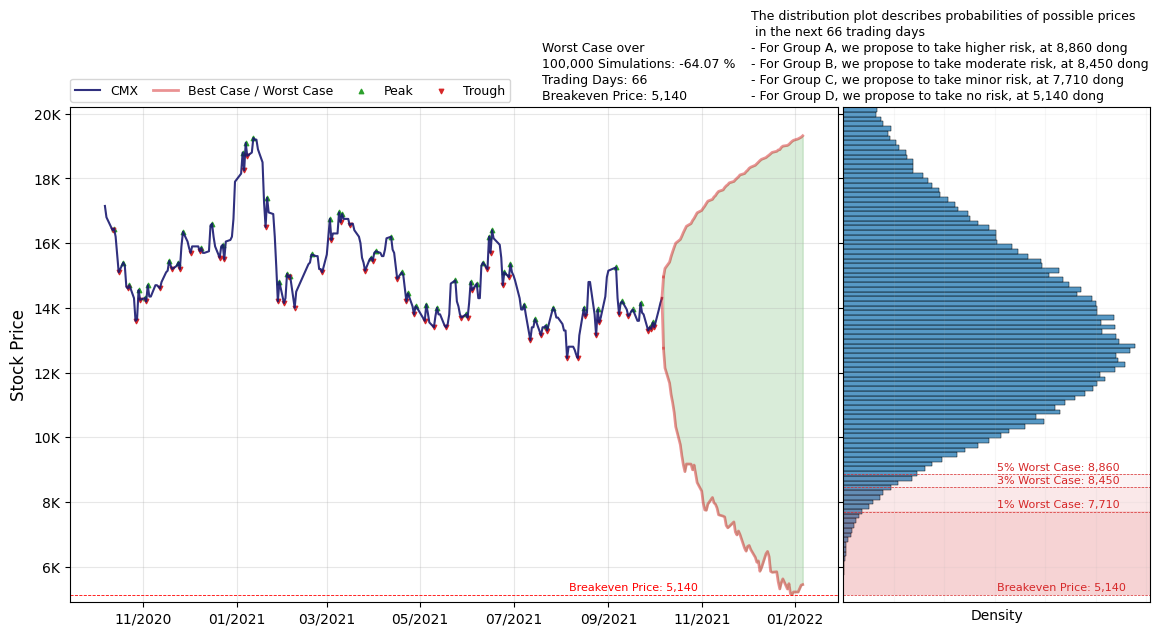 The distribution plot describes probabilities of possible prices
in the next 66 trading days
- For Group A, we propose to take higher risk, at 8,860 dong
- For Group B, we propose to take moderate risk, at 8,450 dong
- For Group C, we propose to take minor risk, at 7,710 dong
- For Group D, we propose to take no risk, at 5,140 dong
Worst Case over
100,000 Simulations: -64.07 %
Trading Days: 66
Breakeven Price: 5,140
CMX
Best Case / Worst Case
Peak
Trough
Stock Price
20K
18K
16K
14K
12K
10K
8K
6K
Breakeven Price: 5,140
11/2020
01/2021
03/2021
05/2021
07/2021
09/2021
11/2021
01/2022
5% Worst Case: 8,860
3% Worst Case: 8,450
1% Worst Case: 7,710
Breakeven Price: 5,140
Density